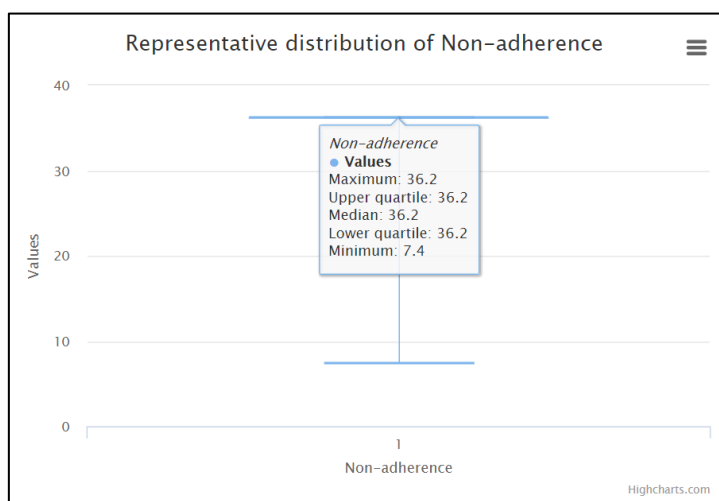 Representative distribution of Non-adherence
40
30
20
10
0
Values
Non-adherence
Values
Maximum: 36.2
Upper quartile: 36.2
Median: 36.2
Lower quartile: 36.2
Minimum: 7.4
1
Non-adherence
Highcharts.com